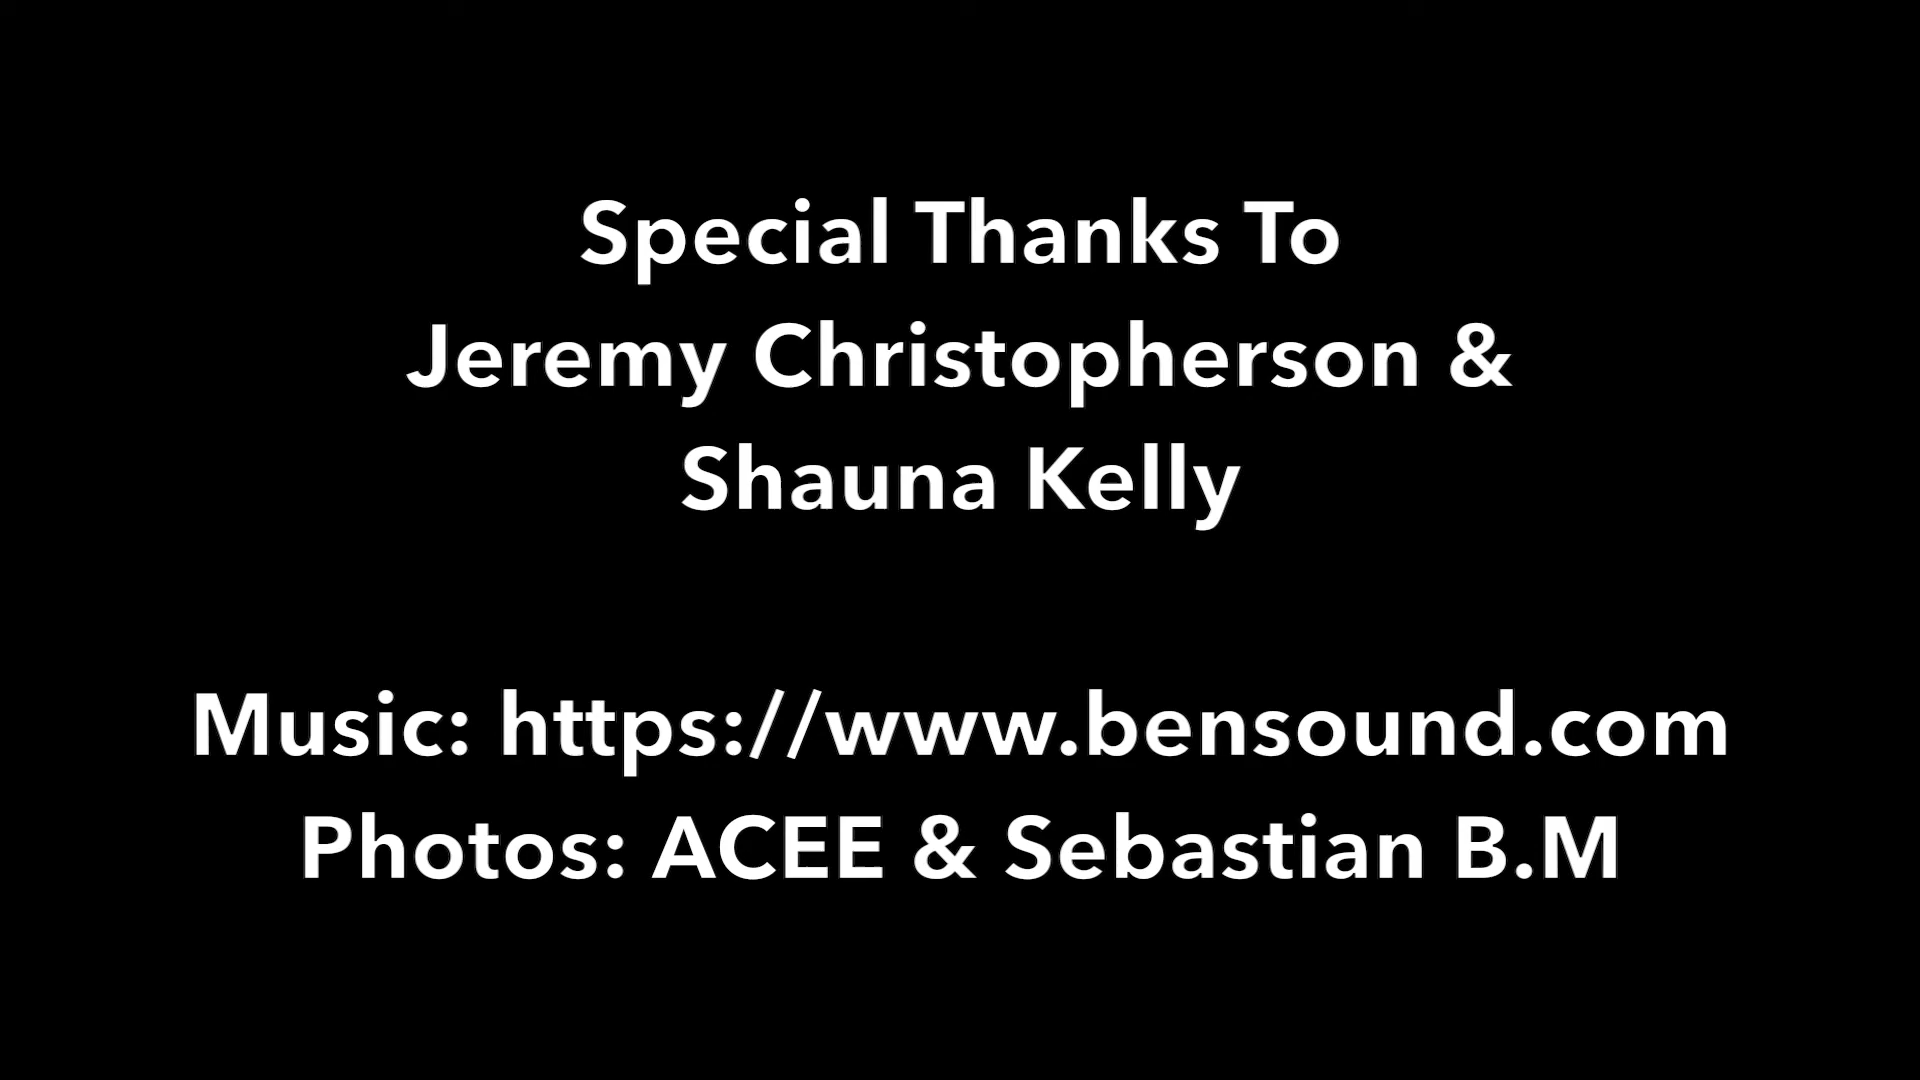 Special Thanks To
Jeremy Christopherson &
Shauna Kelly
Music: https://www.bensound.com
Photos: ACEE & Sebastian B.M